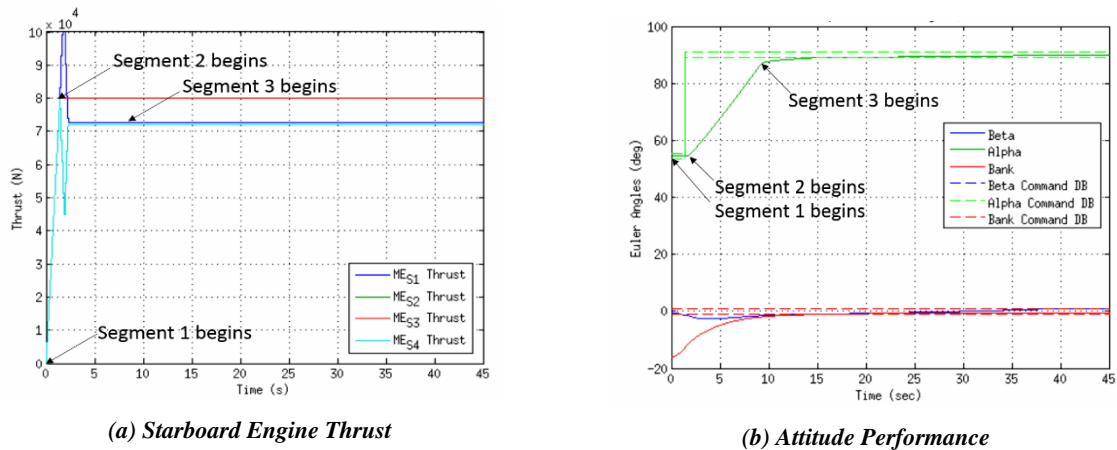 x 10⁴
10
9
8
7
6
5
4
3
2
1
0
Thrust (N)
Segment 2 begins
Segment 3 begins
Segment 1 begins
ME_S1 Thrust
ME_S2 Thrust
ME_S3 Thrust
ME_S4 Thrust
0 5 10 15 20 25 30 35 40 45
Time (s)
(a) Starboard Engine Thrust
100
80
60
40
20
0
-20
Euler Angles (deg)
Segment 3 begins
Segment 2 begins
Segment 1 begins
Beta
Alpha
Bank
Beta Command DB
Alpha Command DB
Bank Command DB
0 5 10 15 20 25 30 35 40 45
Time (sec)
(b) Attitude Performance